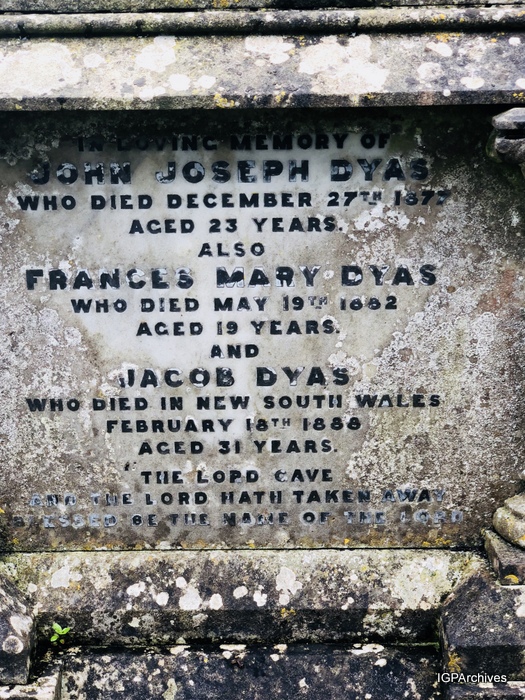 IN LOVING MEMORY OF
JOHN JOSEPH DYAS
WHO DIED DECEMBER 27TH 1877
AGED 23 YEARS.
ALSO
FRANCES MARY DYAS
WHO DIED MAY 19TH 1882
AGED 19 YEARS.
AND
JACOB DYAS
WHO DIED IN NEW SOUTH WALES
FEBRUARY 18TH 1888
AGED 31 YEARS.
"THE LORD GAVE
AND THE LORD HATH TAKEN AWAY
BLESSED BE THE NAME OF THE LORD
IGPArchives